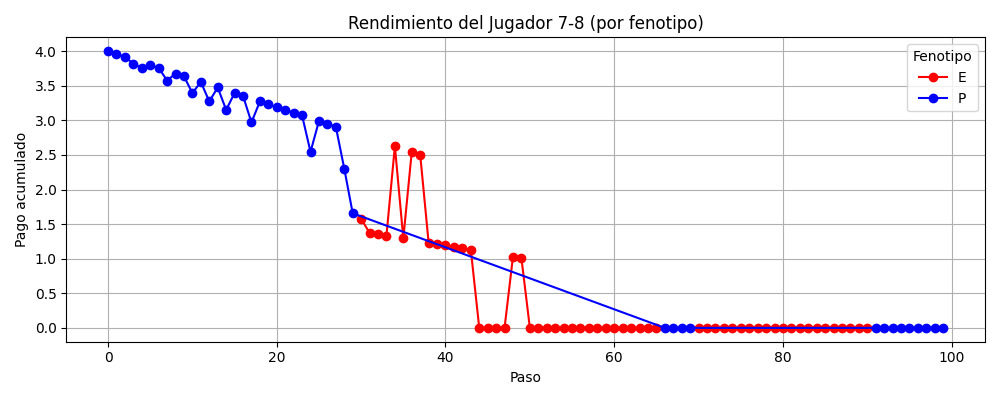 Rendimiento del Jugador 7-8 (por fenotipo)
Pago acumulado
4.0
3.5
3.0
2.5
2.0
1.5
1.0
0.5
0.0
Fenotipo
E
P
0 20 40 60 80 100
Paso